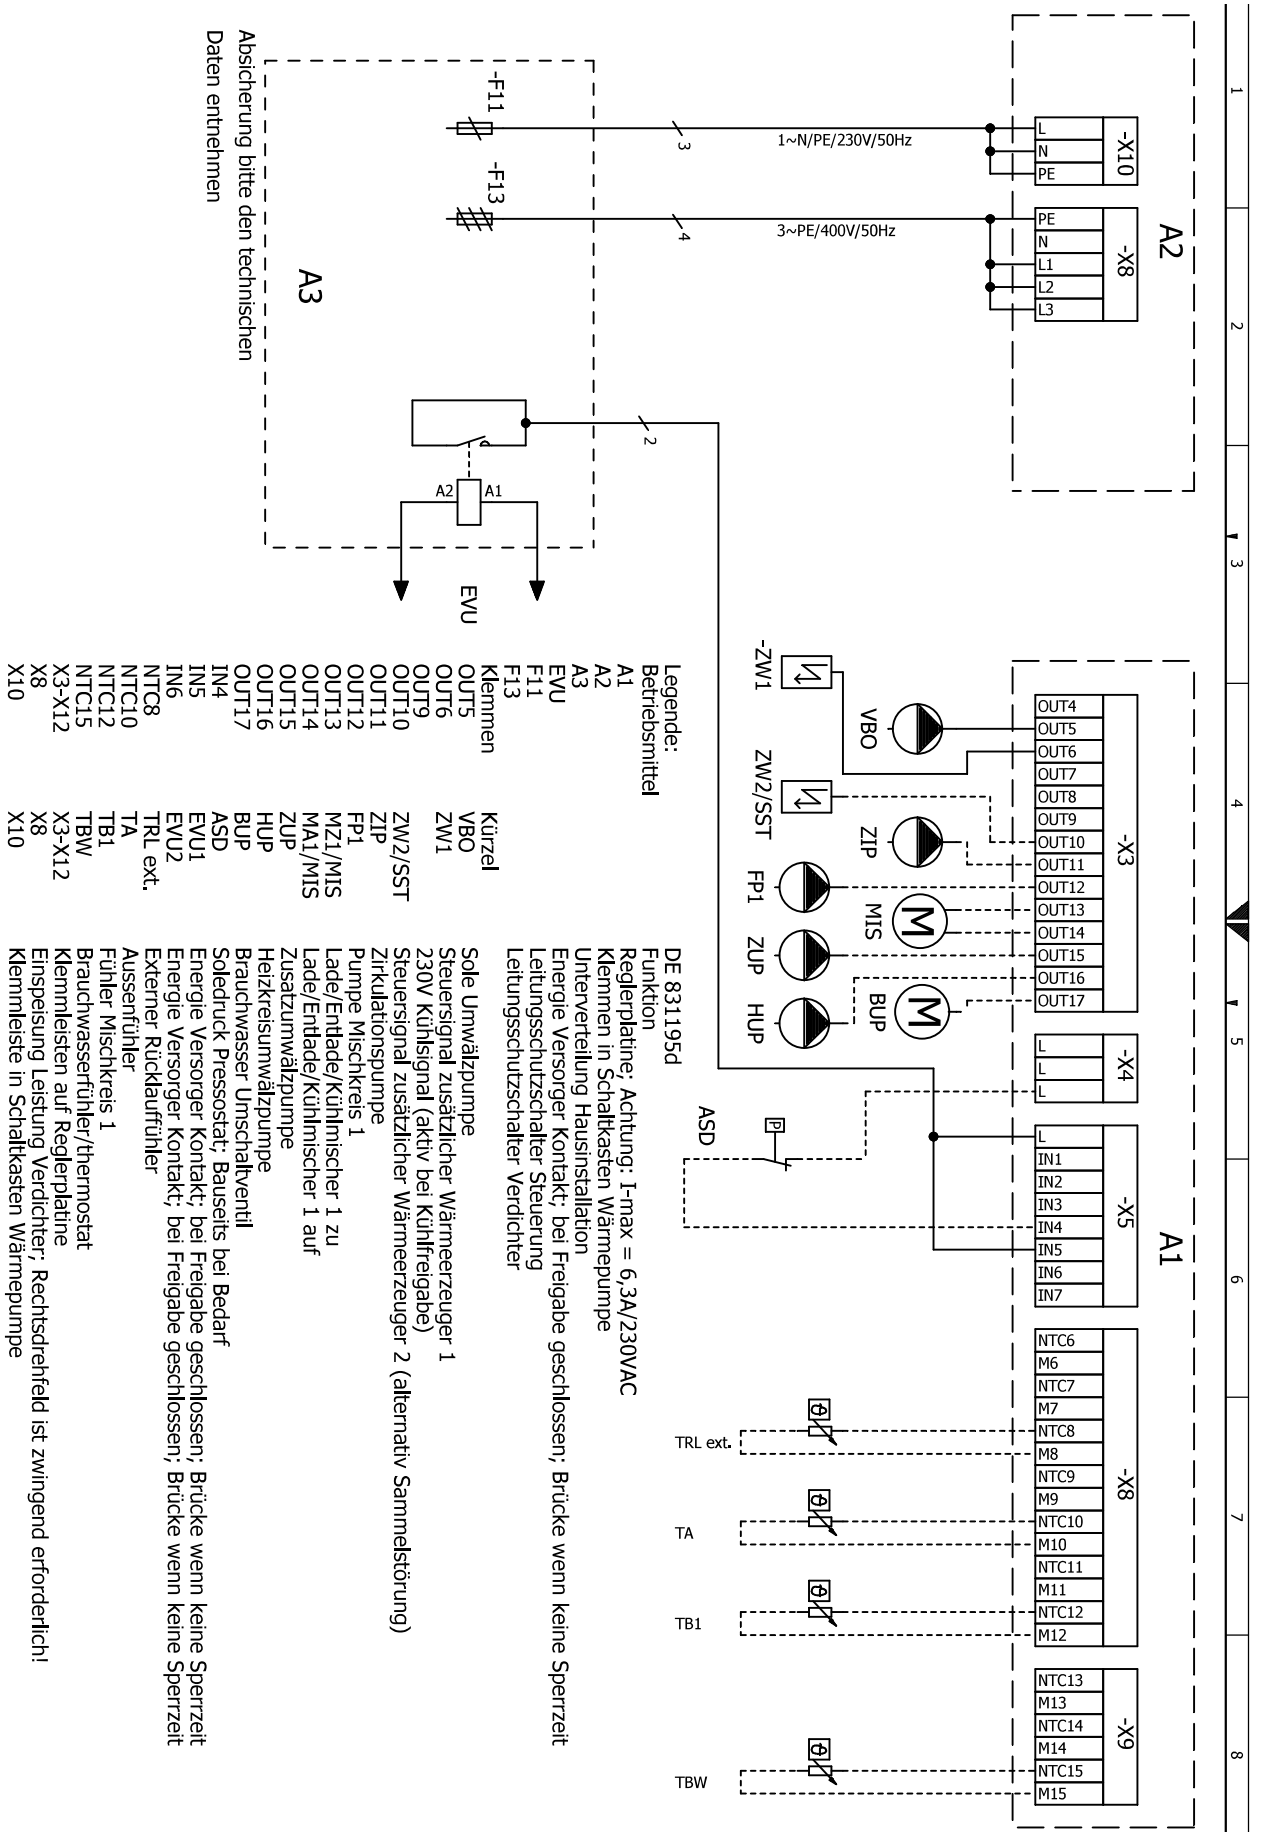 1
2
3
4
5
6
7
8
A2
-X10
L
N
PE
-X8
PE
N
L1
L2
L3
1~N/PE/230V/50Hz
3
3~PE/400V/50Hz
4
-F11
-F13
A3
2
A2
A1
EVU
Absicherung bitte den technischen
Daten entnehmen
A1
-X3
OUT4
OUT5
OUT6
OUT7
OUT8
OUT9
OUT10
OUT11
OUT12
OUT13
OUT14
OUT15
OUT16
OUT17
-X4
L
L
L
-X5
L
IN1
IN2
IN3
IN4
IN5
IN6
IN7
-X8
NTC6
M6
NTC7
M7
NTC8
M8
NTC9
M9
NTC10
M10
NTC11
M11
NTC12
M12
-X9
NTC13
M13
NTC14
M14
NTC15
M15
-ZW1
VBO
ZW2/SST
ZIP
FP1
M
MIS
ZUP
M
BUP
HUP
P
ASD
ϑ
TRL ext.
ϑ
TA
ϑ
TB1
ϑ
TBW
Legende: DE 831195d
Betriebsmittel Funktion
A1 Reglerplatine; Achtung: I-max = 6,3A/230VAC
A2 Klemmen in Schaltkasten Wärmepumpe
A3 Unterverteilung Hausinstallation
EVU Energie Versorger Kontakt; bei Freigabe geschlossen; Brücke wenn keine Sperrzeit
F11 Leitungsschutzschalter Steuerung
F13 Leitungsschutzschalter Verdichter
Klemmen Kürzel
OUT5 VBO Sole Umwälzpumpe
OUT6 ZW1 Steuersignal zusätzlicher Wärmeerzeuger 1
OUT9 230V Kühlsignal (aktiv bei Kühlfreigabe)
OUT10 ZW2/SST Steuersignal zusätzlicher Wärmeerzeuger 2 (alternativ Sammelstörung)
OUT11 ZIP Zirkulationspumpe
OUT12 FP1 Pumpe Mischkreis 1
OUT13 MZ1/MIS Lade/Entlade/Kühlmischer 1 zu
OUT14 MA1/MIS Lade/Entlade/Kühlmischer 1 auf
OUT15 ZUP Zusatzumwälzpumpe
OUT16 HUP Heizkreisumwälzpumpe
OUT17 BUP Brauchwasser Umschaltventil
IN4 ASD Soledruck Pressostat; Bauseits bei Bedarf
IN5 EVU1 Energie Versorger Kontakt; bei Freigabe geschlossen; Brücke wenn keine Sperrzeit
IN6 EVU2 Energie Versorger Kontakt; bei Freigabe geschlossen; Brücke wenn keine Sperrzeit
NTC8 TRL ext. Externer Rücklauffühler
NTC10 TA Aussenfühler
NTC12 TB1 Fühler Mischkreis 1
NTC15 TBW Brauchwasserfühler/thermostat
X3-X12 X3-X12 Klemmleisten auf Reglerplatine
X8 X8 Einspeisung Leistung Verdichter; Rechtsdrehfeld ist zwingend erforderlich!
X10 X10 Klemmleiste in Schaltkasten Wärmepumpe